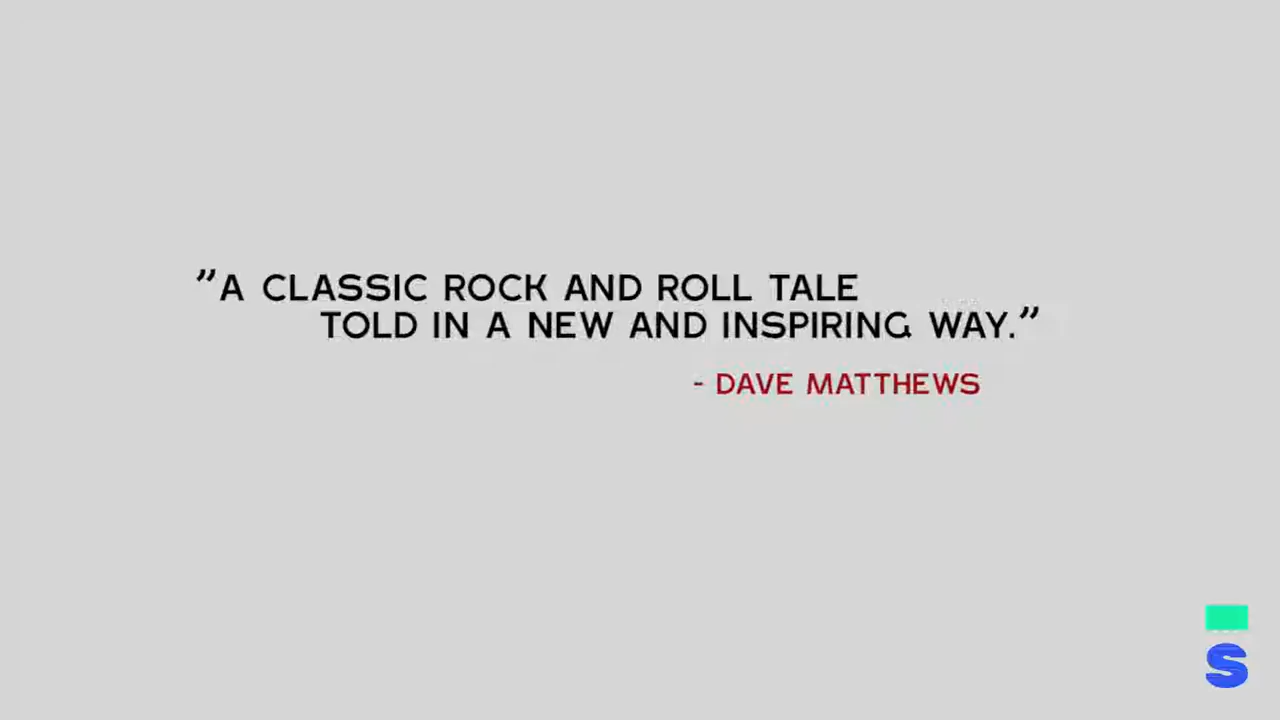 ”A CLASSIC ROCK AND ROLL TALE
TOLD IN A NEW AND INSPIRING WAY.”
- DAVE MATTHEWS
S